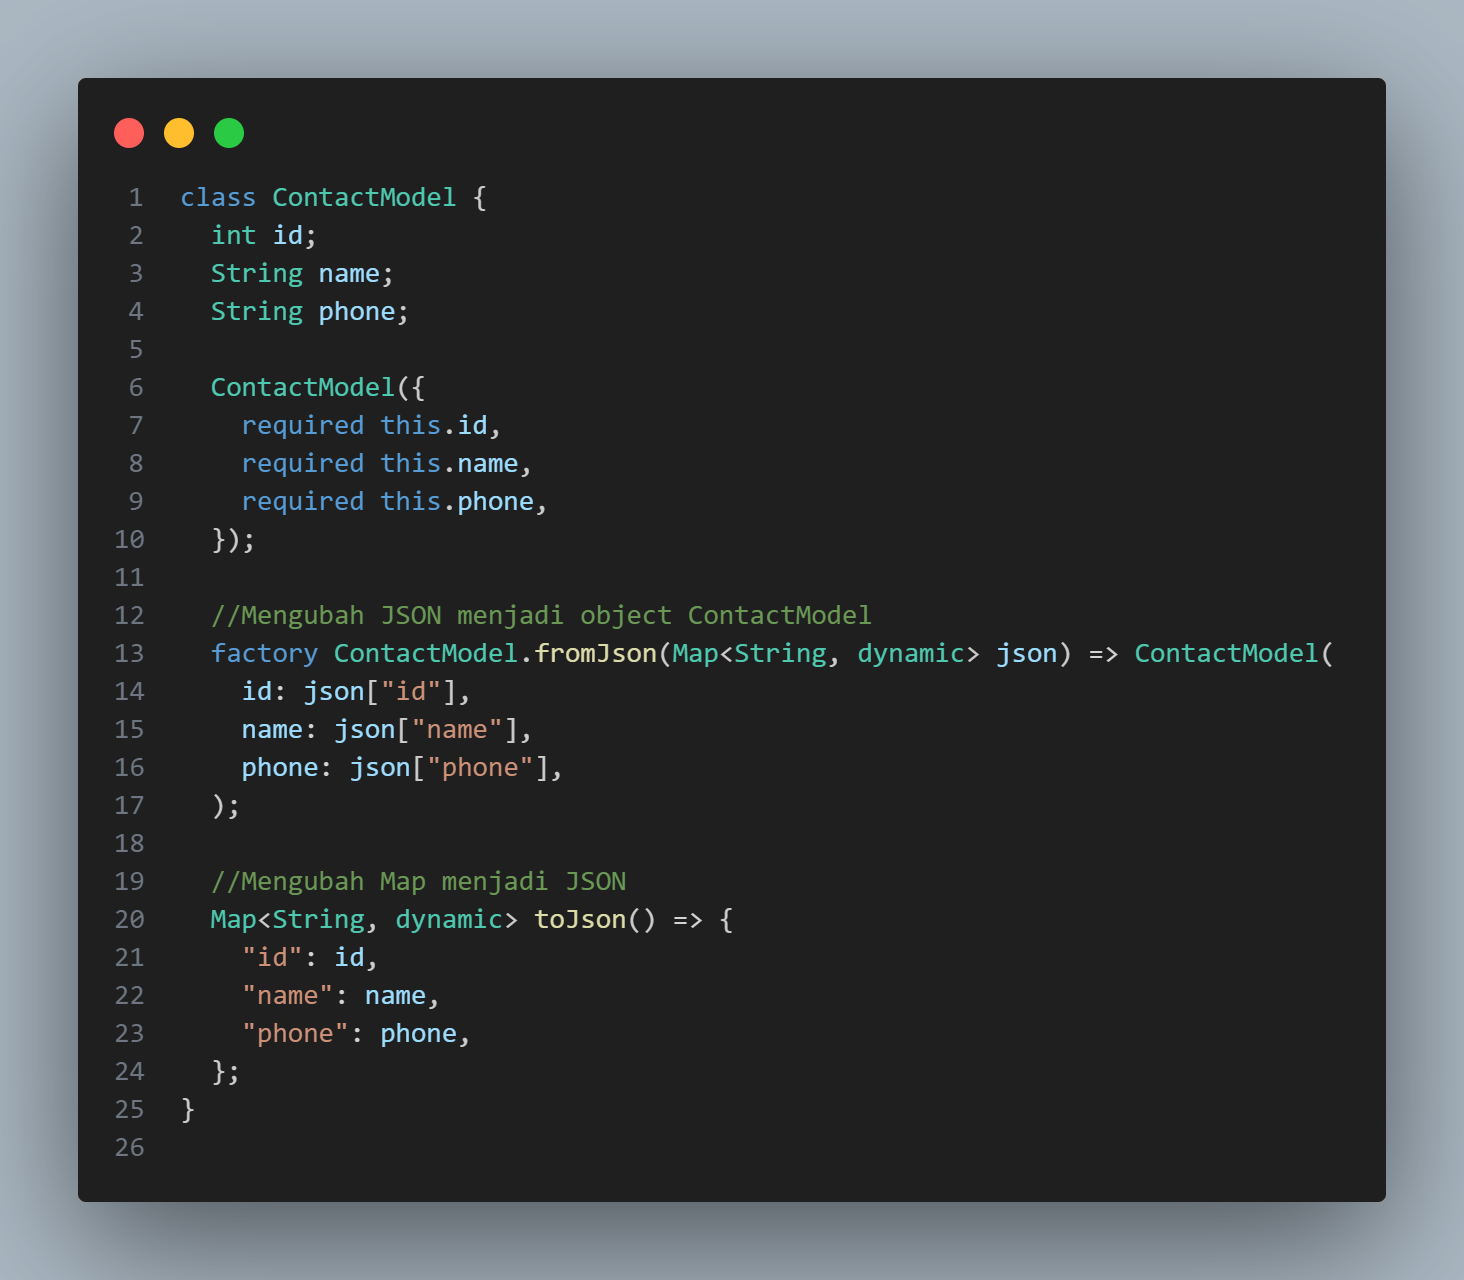 1 class ContactModel {
2   int id;
3   String name;
4   String phone;
5
6   ContactModel({
7     required this.id,
8     required this.name,
9     required this.phone,
10   });
11
12   //Mengubah JSON menjadi object ContactModel
13   factory ContactModel.fromJson(Map<String, dynamic> json) => ContactModel(
14     id: json["id"],
15     name: json["name"],
16     phone: json["phone"],
17   );
18
19   //Mengubah Map menjadi JSON
20   Map<String, dynamic> toJson() => {
21     "id": id,
22     "name": name,
23     "phone": phone,
24   };
25 }
26